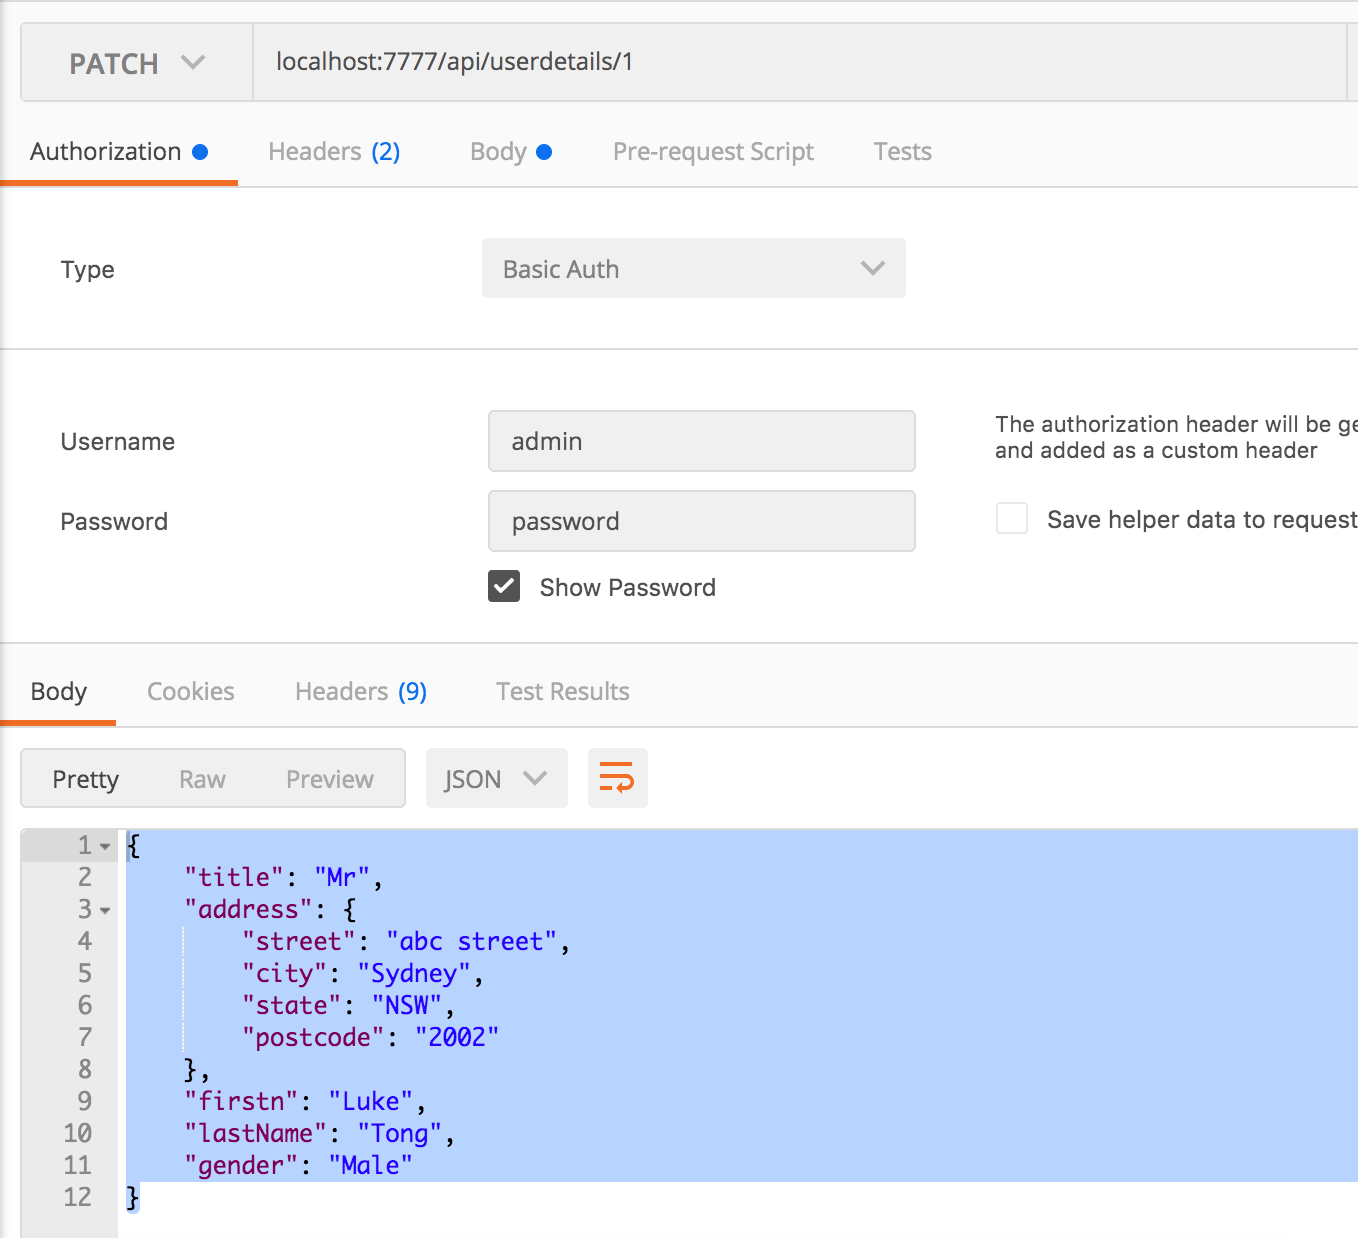 PATCH localhost:7777/api/userdetails/1
Authorization Headers (2) Body Pre-request Script Tests
Type Basic Auth
Username admin
The authorization header will be ge
and added as a custom header
Password password
Save helper data to request
Show Password
Body Cookies Headers (9) Test Results
Pretty Raw Preview JSON
1 {
2 "title": "Mr",
3 "address": {
4 "street": "abc street",
5 "city": "Sydney",
6 "state": "NSW",
7 "postcode": "2002"
8 },
9 "firstn": "Luke",
10 "lastName": "Tong",
11 "gender": "Male"
12 }